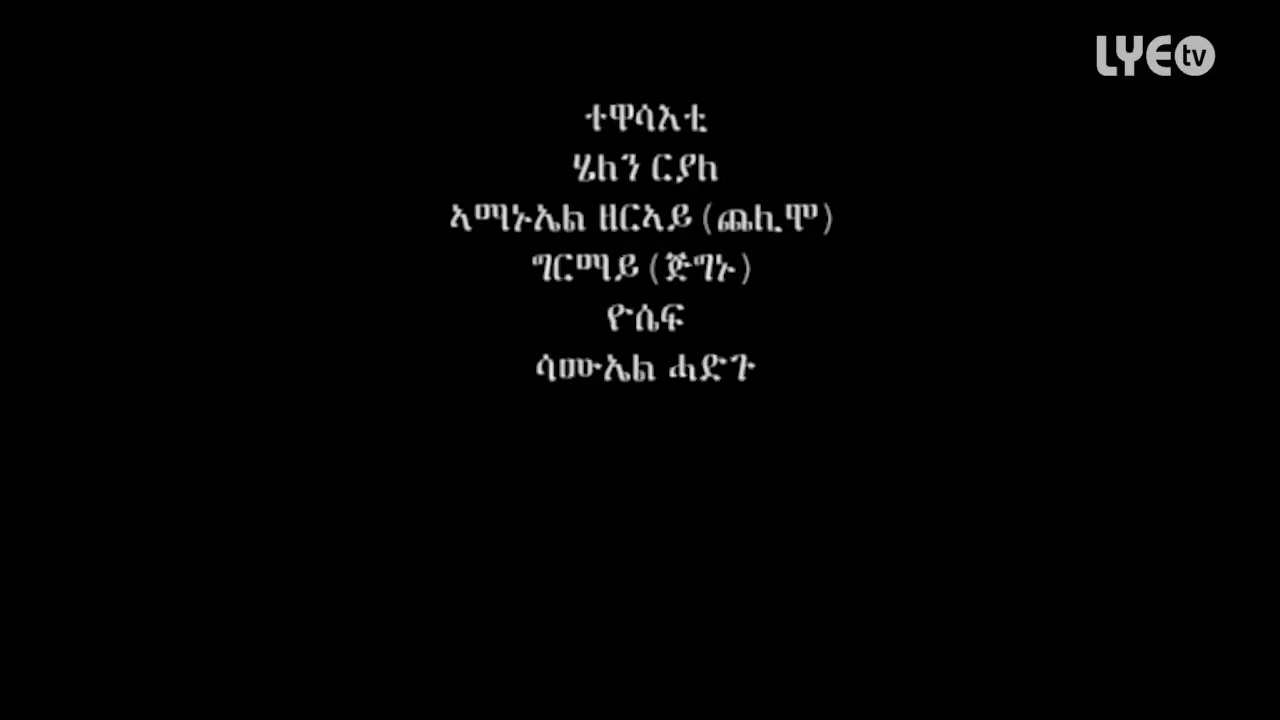 LYE tv
ተዋሳእቲ
ሄለን ርያለ
ኣማኑኤል ዘርኣይ (ጨሊሞ)
ግርማይ (ጅግኑ)
ዮሴፍ
ሳሙኤል ሓድጉ